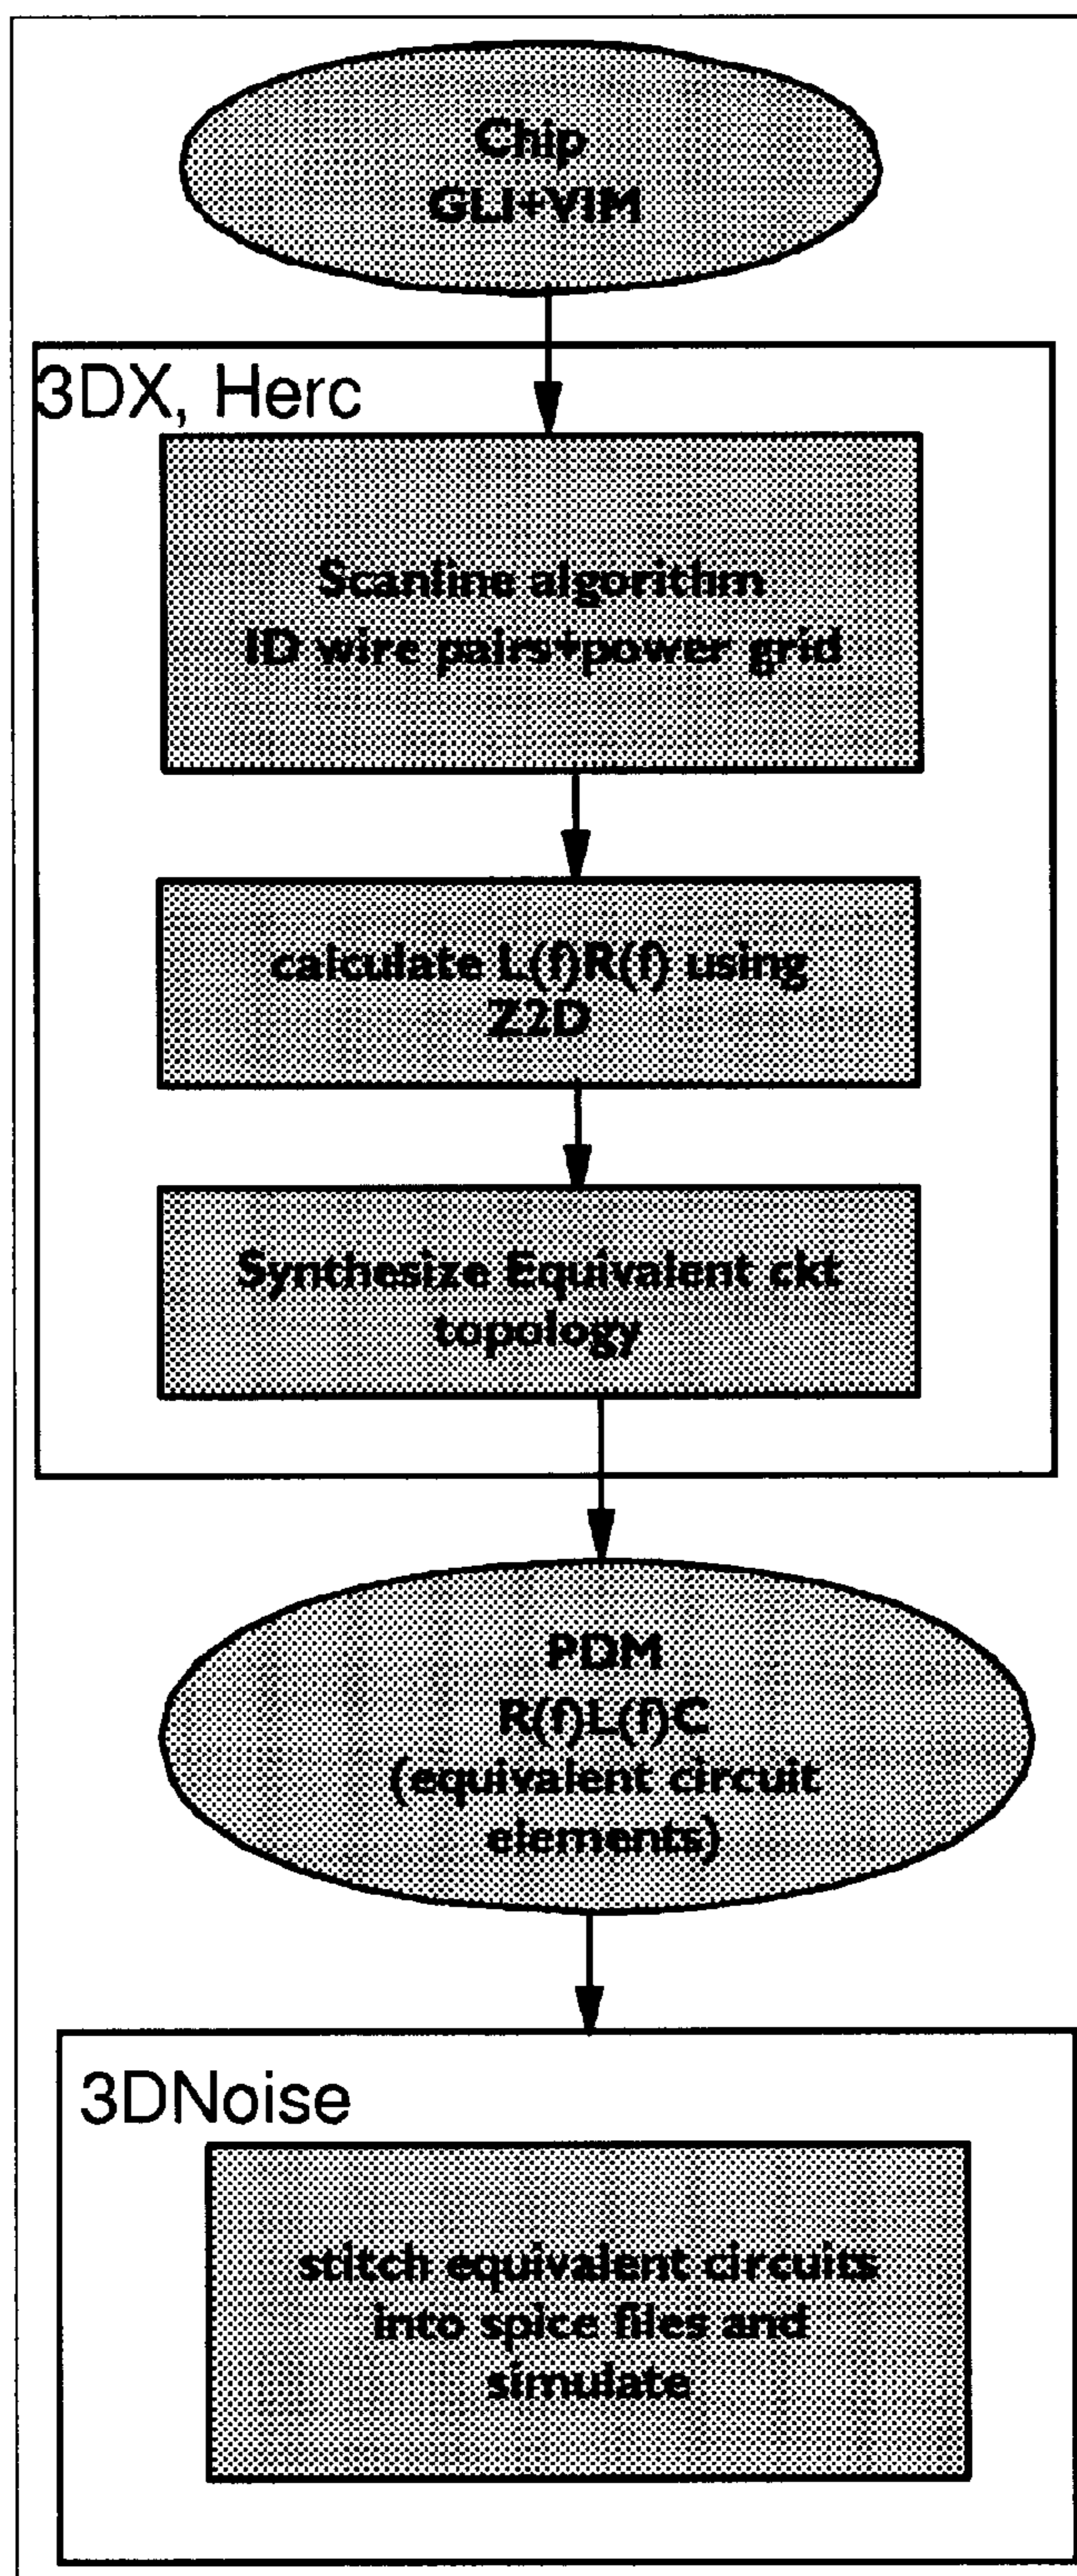 Chip
GLI+VIM
3DX, Herc
Scanline algorithm
ID wire pairs+power grid
calculate L(f)R(f) using
Z2D
Synthesize Equivalent ckt
topology
PDM
R(f)L(f)C
(equivalent circuit
elements)
3DNoise
stitch equivalent circuits
into spice files and
simulate